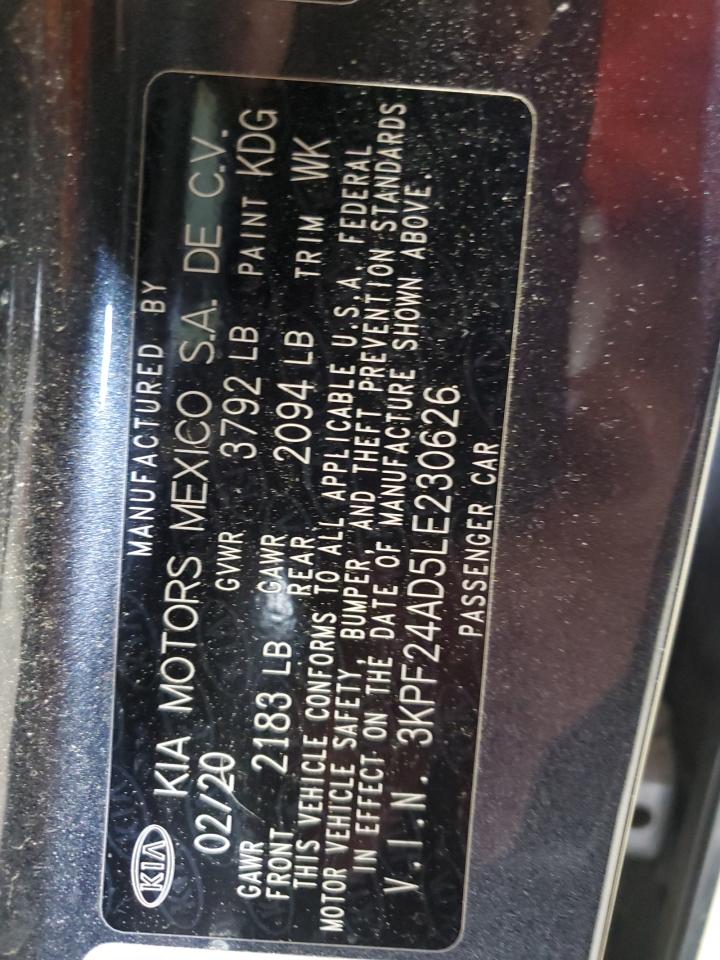 MANUFACTURED BY
KIA KIA MOTORS MEXICO S.A. DE C.V.
02/20 GVWR 3792 LB PAINT KDG
GAWR FRONT 2183 LB GAWR REAR 2094 LB TRIM WK
THIS VEHICLE CONFORMS TO ALL APPLICABLE U.S.A. FEDERAL
MOTOR VEHICLE SAFETY, BUMPER, AND THEFT PREVENTION STANDARDS
IN EFFECT ON THE DATE OF MANUFACTURE SHOWN ABOVE.
V.I.N. 3KPF24AD5LE230626
PASSENGER CAR